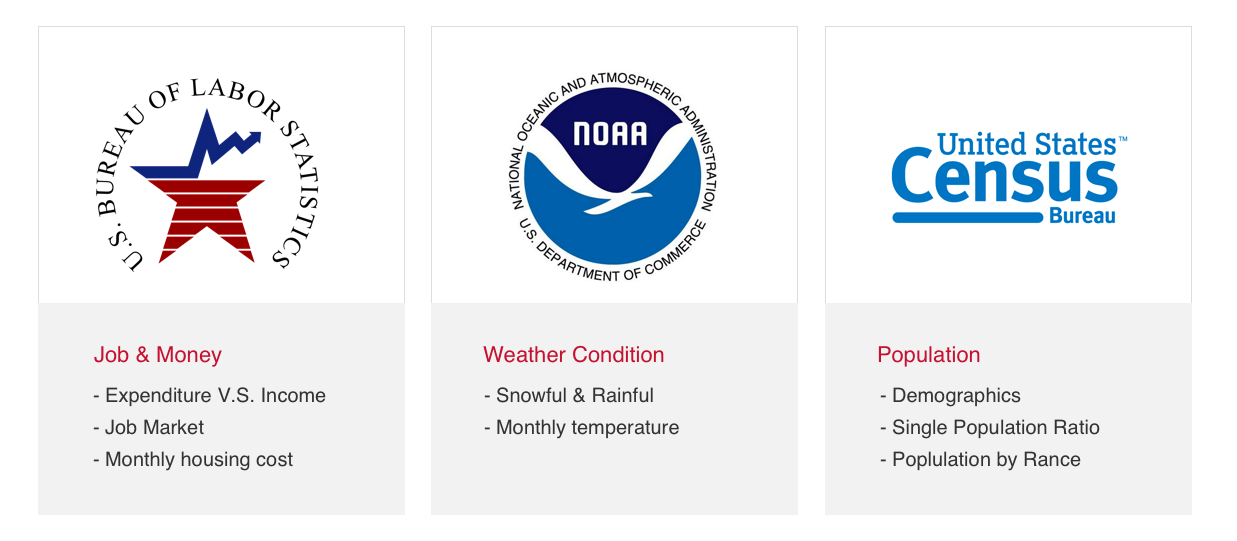 U.S. BUREAU OF LABOR STATISTICS
NATIONAL OCEANIC AND ATMOSPHERIC ADMINISTRATION
NOAA
U.S. DEPARTMENT OF COMMERCE
United States™
Census
Bureau
Job & Money
- Expenditure V.S. Income
- Job Market
- Monthly housing cost
Weather Condition
- Snowful & Rainful
- Monthly temperature
Population
- Demographics
- Single Population Ratio
- Poplulation by Rance